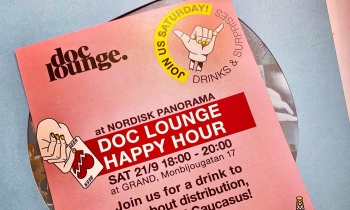 doc
lounge.
JOIN US SATURDAY!
DRINKS & SURPRISES
at NORDISK PANORAMA
DOC LOUNGE
HAPPY HOUR
SAT 21/9 18:00 - 20:00
at GRAND, Monbijougatan 17
Join us for a drink to
bout distribution,
Caucasus!